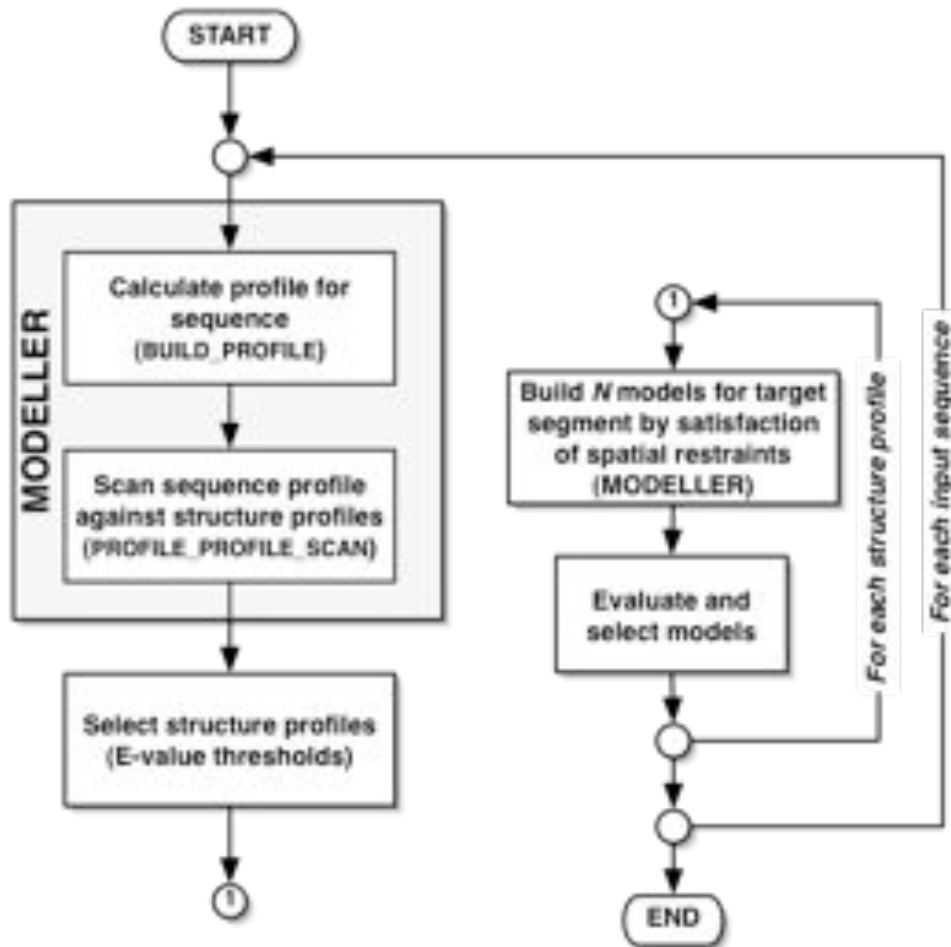 START
MODELLER
Calculate profile for
sequence
(BUILD_PROFILE)
Scan sequence profile
against structure profiles
(PROFILE_PROFILE_SCAN)
Select structure profiles
(E-value thresholds)
1
1
Build N models for target
segment by satisfaction
of spatial restraints
(MODELLER)
Evaluate and
select models
For each structure profile
For each input sequence
END